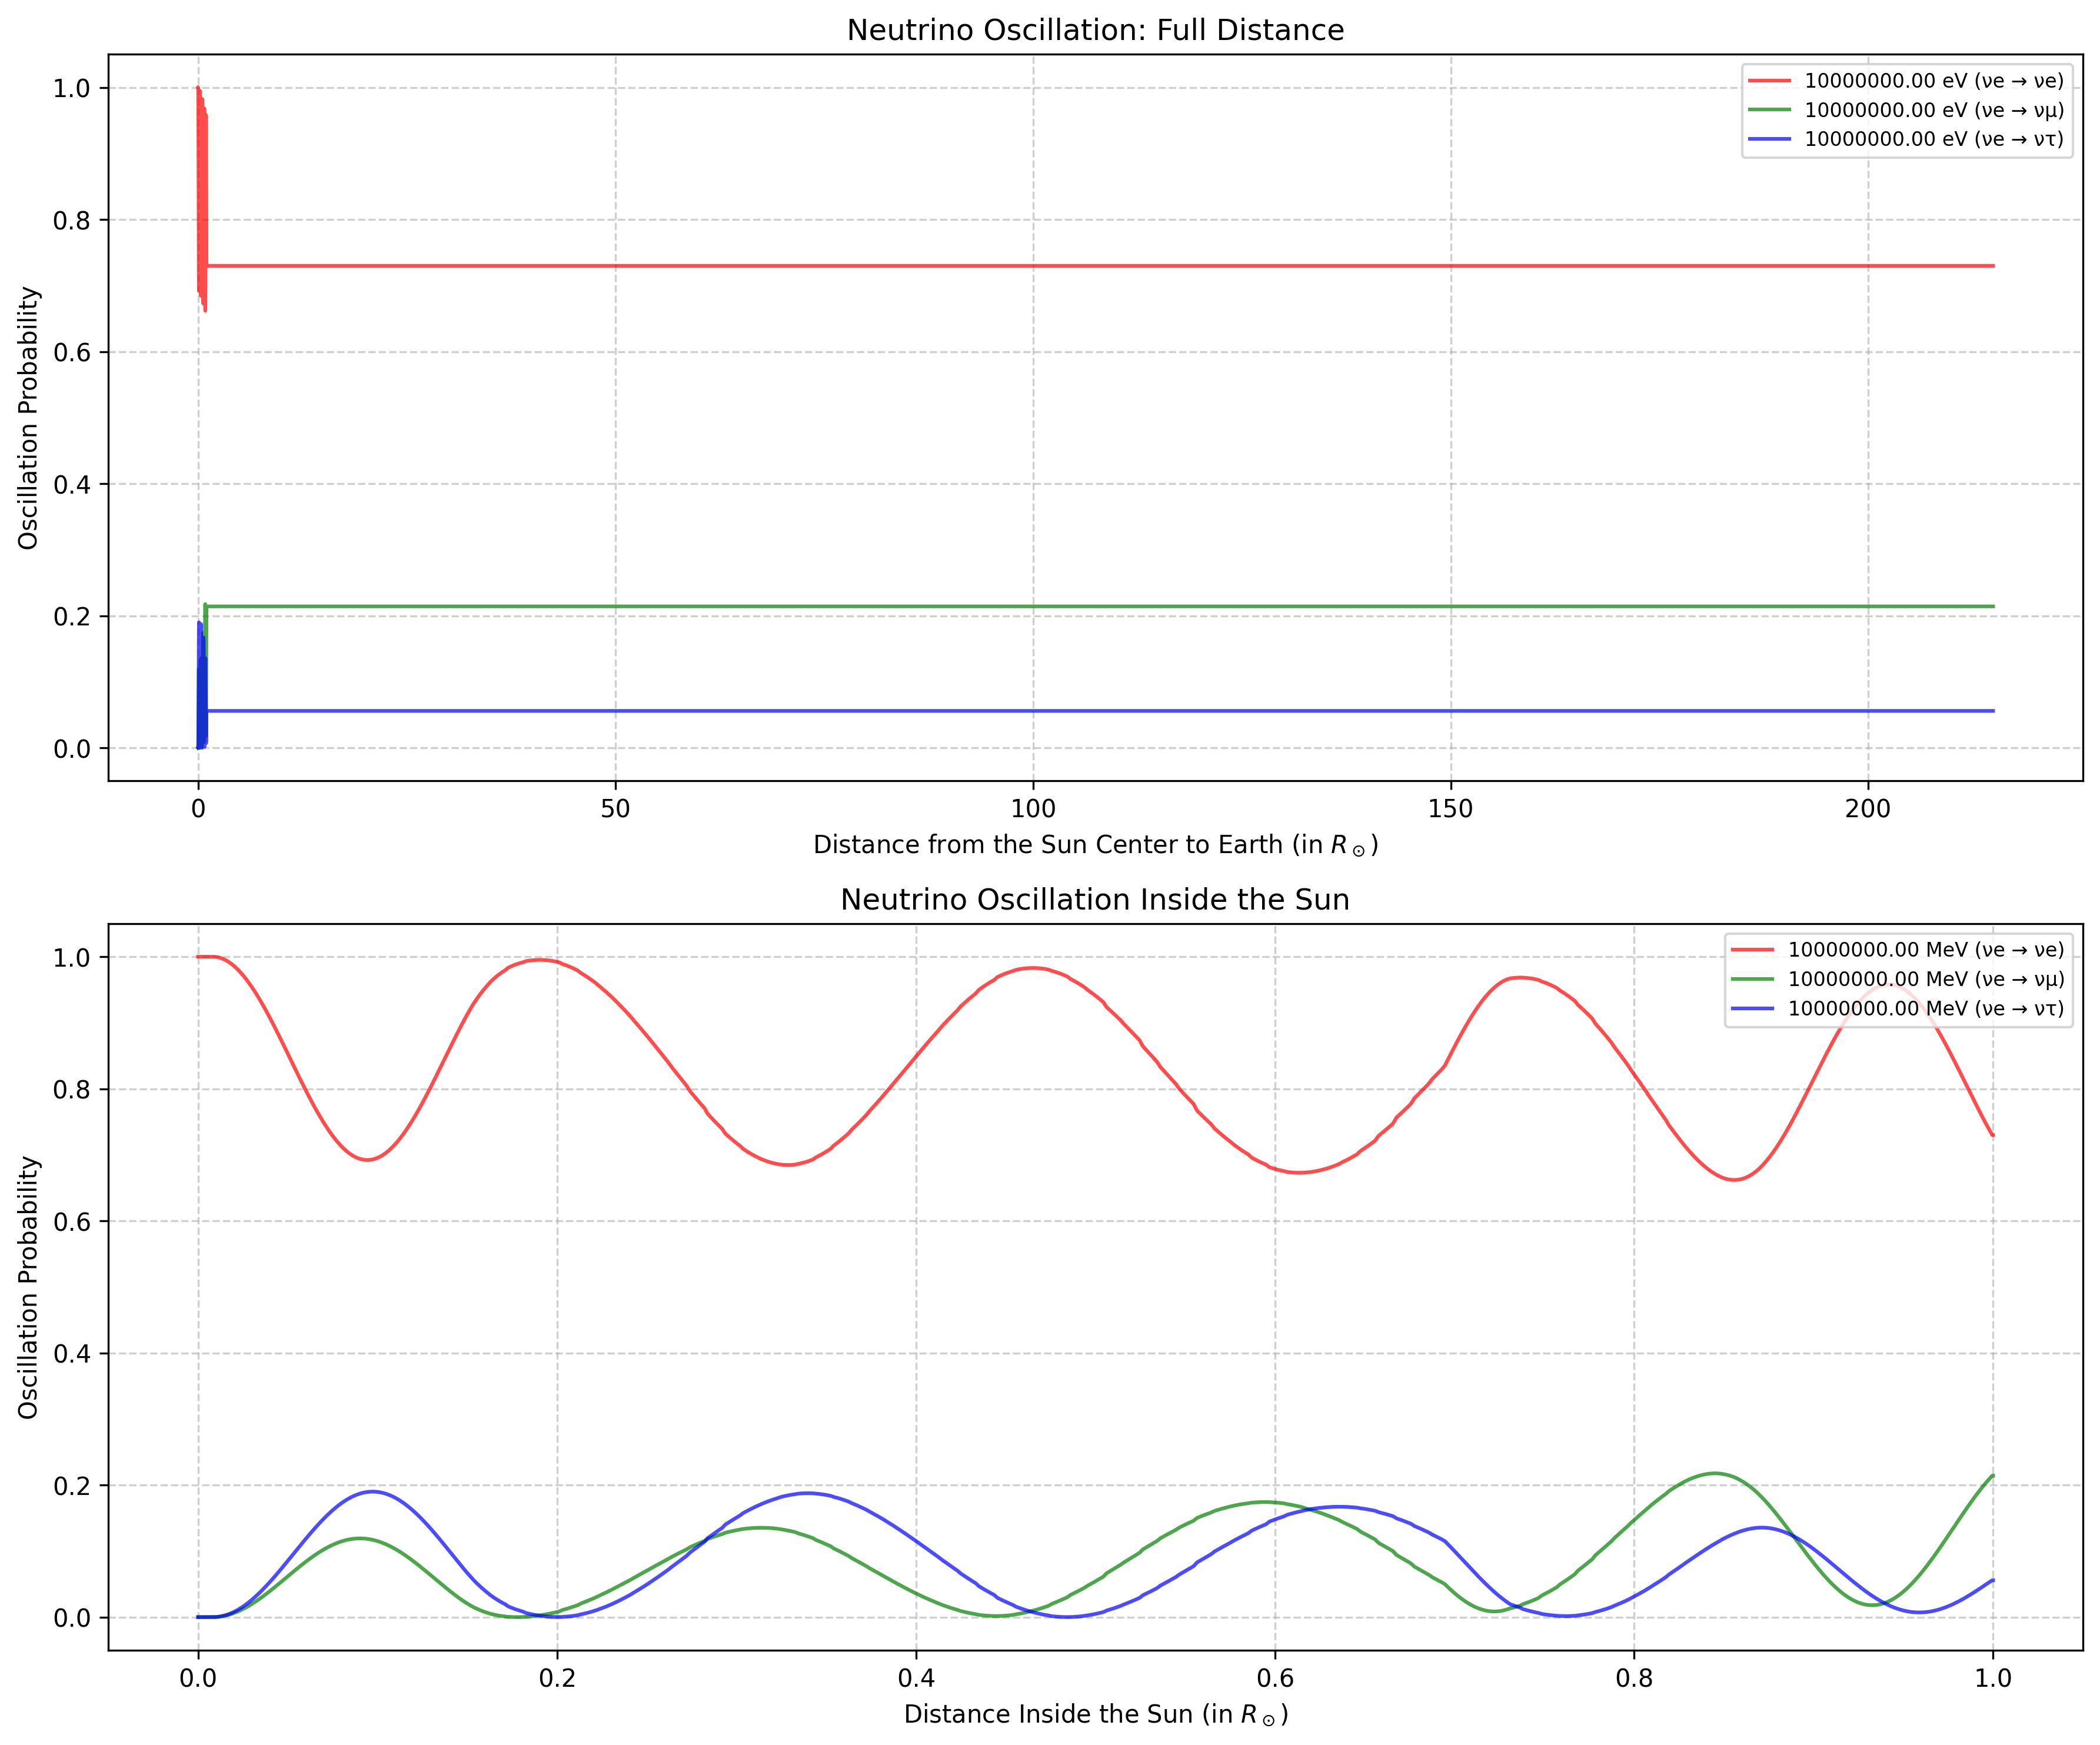 Neutrino Oscillation: Full Distance
Oscillation Probability
1.0
0.8
0.6
0.4
0.2
0.0
10000000.00 eV (νe → νe)
10000000.00 eV (νe → νμ)
10000000.00 eV (νe → ντ)
0 50 100 150 200
Distance from the Sun Center to Earth (in R⊙)
Neutrino Oscillation Inside the Sun
Oscillation Probability
1.0
0.8
0.6
0.4
0.2
0.0
10000000.00 MeV (νe → νe)
10000000.00 MeV (νe → νμ)
10000000.00 MeV (νe → ντ)
0.0 0.2 0.4 0.6 0.8 1.0
Distance Inside the Sun (in R⊙)